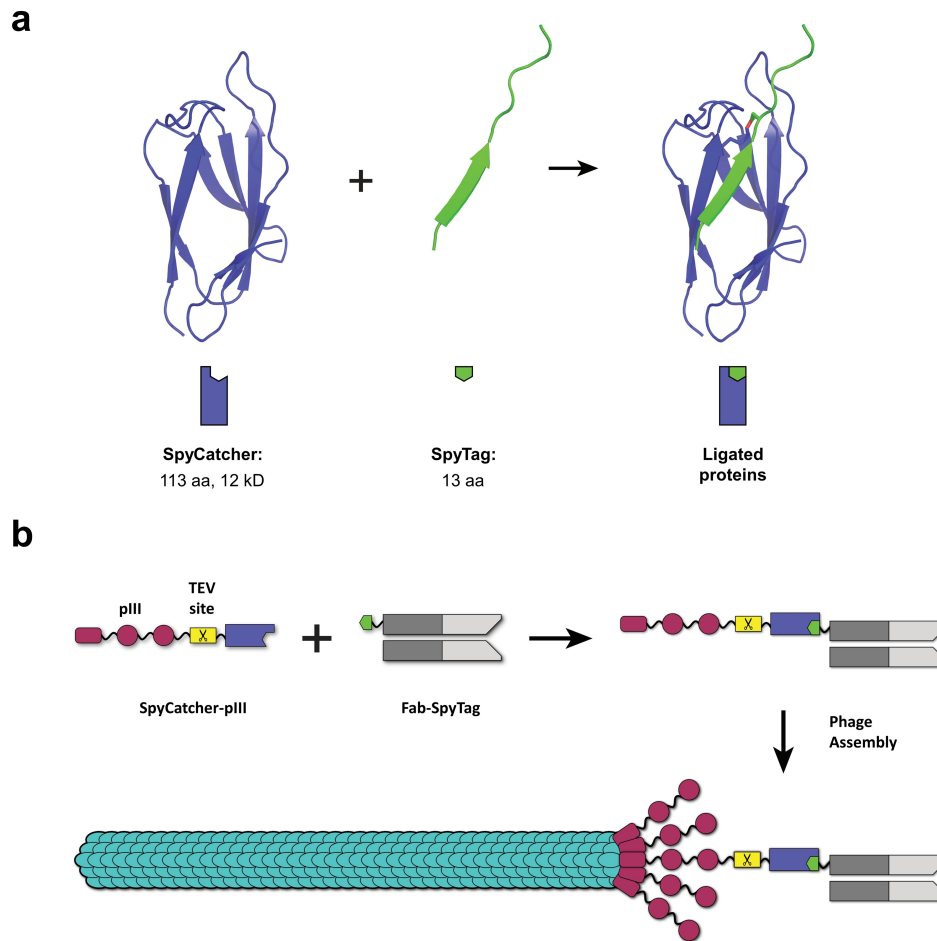 a
+
SpyCatcher:
113 aa, 12 kD
SpyTag:
13 aa
Ligated
proteins
b
pIII
TEV
site
+
SpyCatcher-pIII
Fab-SpyTag
Phage
Assembly